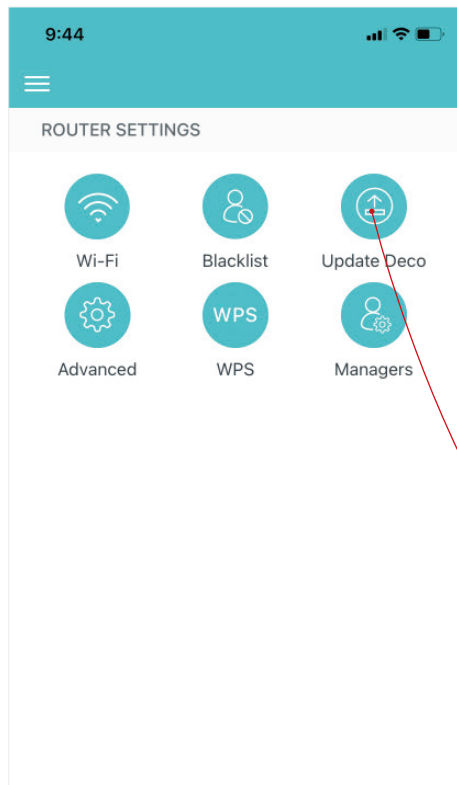 9:44
ROUTER SETTINGS
Wi-Fi Blacklist Update Deco
WPS
Advanced WPS Managers